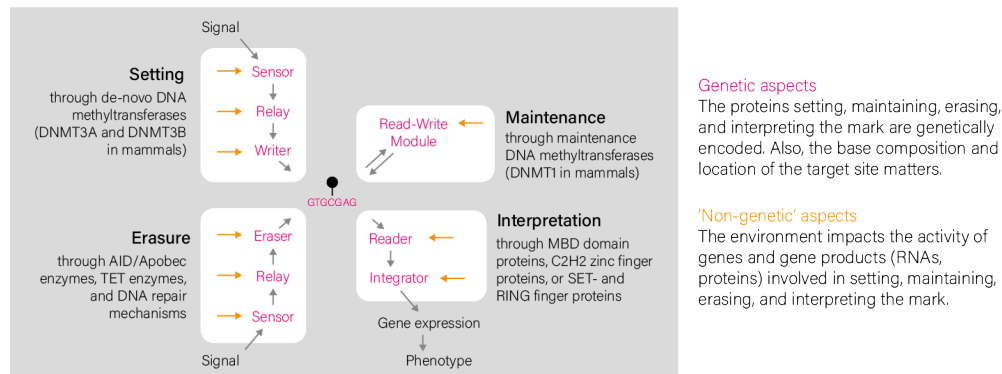 Signal
Setting
through de-novo DNA
methyltransferases
(DNMT3A and DNMT3B
in mammals)
Sensor
Relay
Writer
Read-Write
Module
Maintenance
through maintenance
DNA methyltransferases
(DNMT1 in mammals)
GTGCGAG
Erasure
through AID/Apobec
enzymes, TET enzymes,
and DNA repair
mechanisms
Eraser
Relay
Sensor
Signal
Reader
Integrator
Interpretation
through MBD domain
proteins, C2H2 zinc finger
proteins, or SET- and
RING finger proteins
Gene expression
Phenotype
Genetic aspects
The proteins setting, maintaining, erasing,
and interpreting the mark are genetically
encoded. Also, the base composition and
location of the target site matters.
‘Non-genetic’ aspects
The environment impacts the activity of
genes and gene products (RNAs,
proteins) involved in setting, maintaining,
erasing, and interpreting the mark.